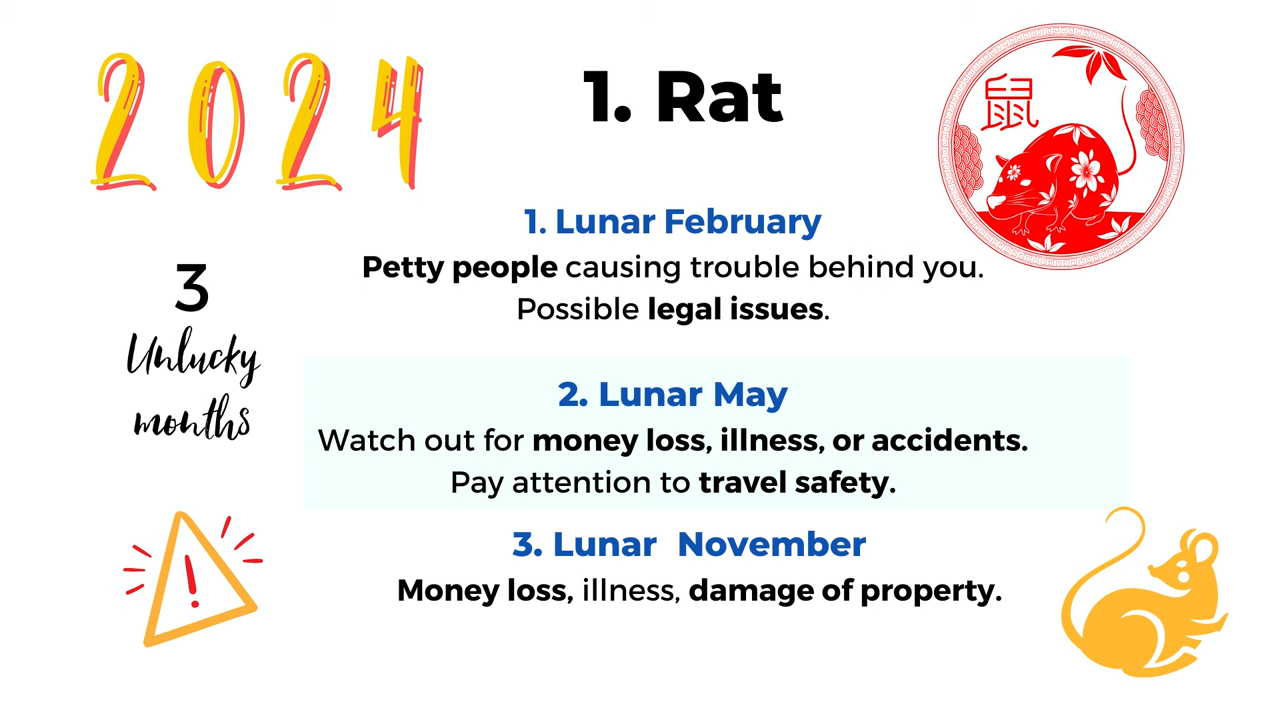 2024
1. Rat
鼠
1. Lunar February
Petty people causing trouble behind you.
Possible legal issues.
3
Unlucky
months
2. Lunar May
Watch out for money loss, illness, or accidents.
Pay attention to travel safety.
3. Lunar November
Money loss, illness, damage of property.